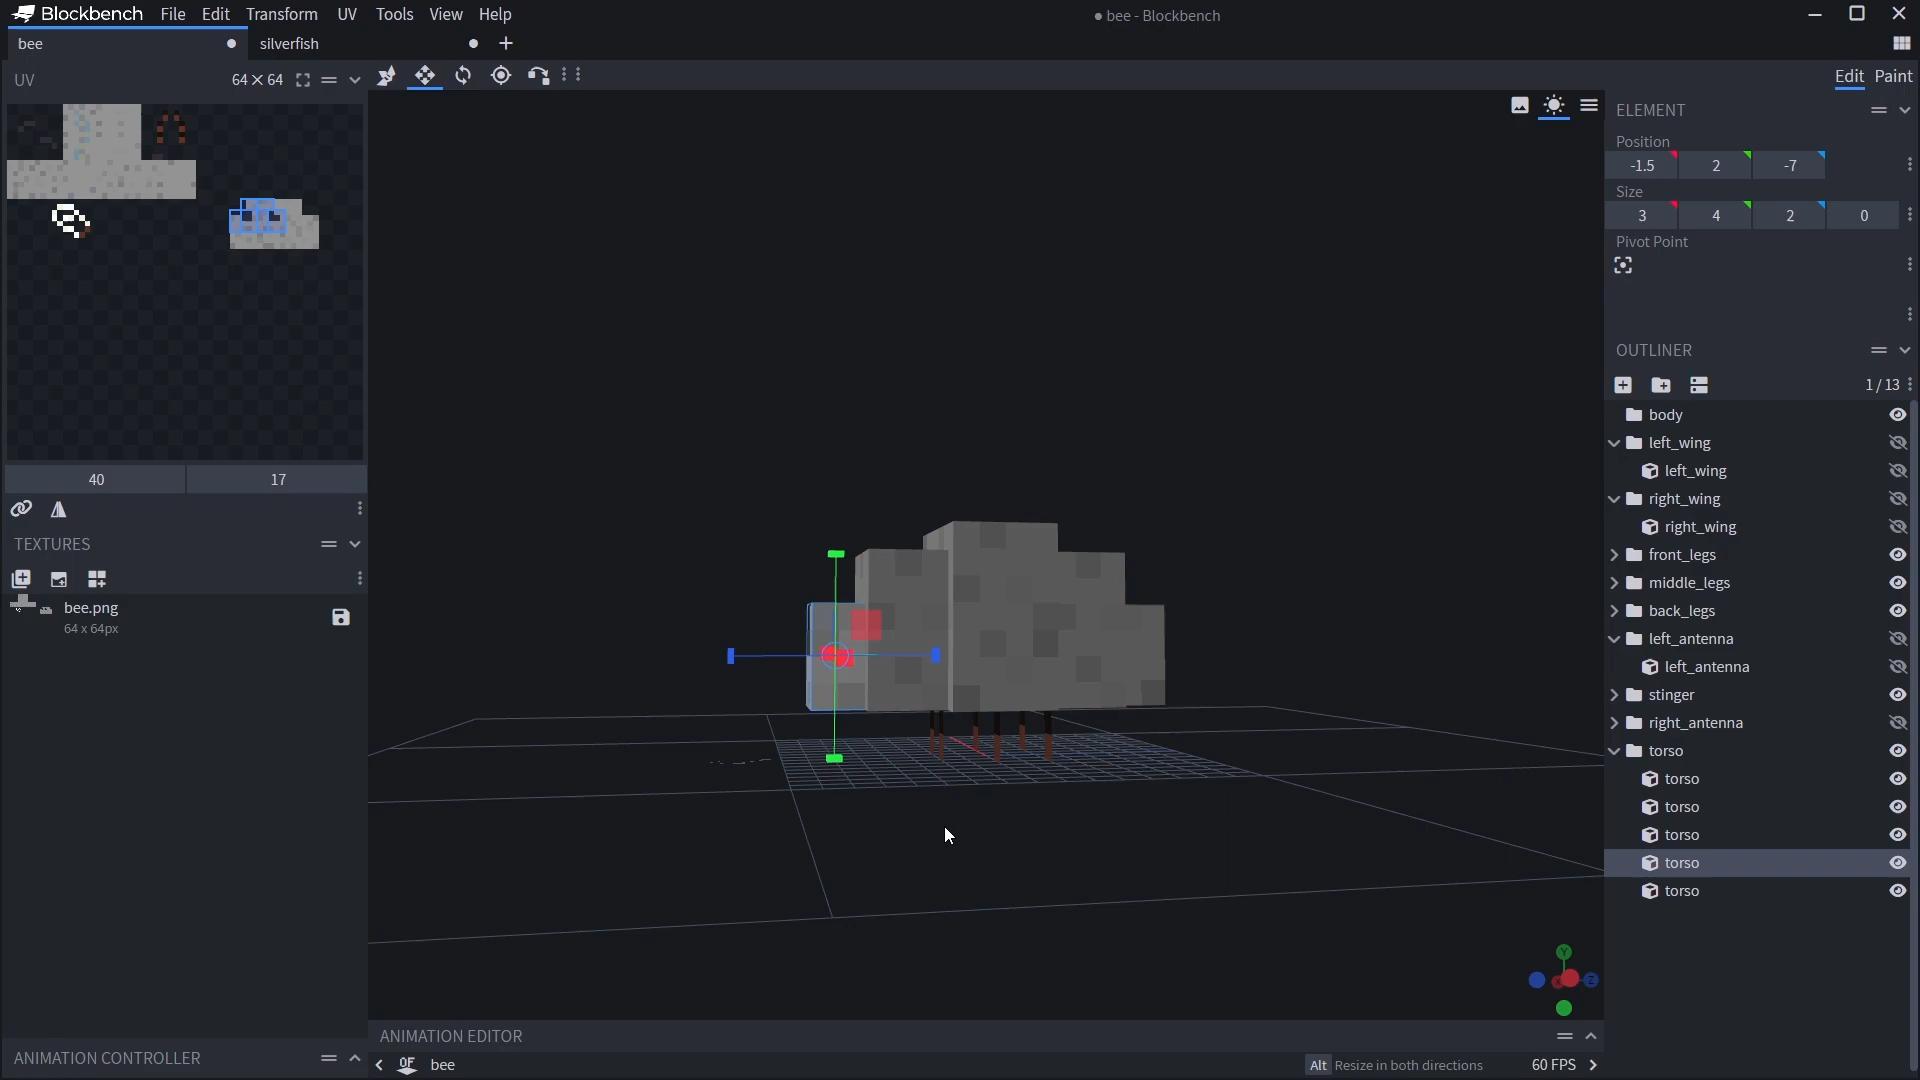 Blockbench File Edit Transform UV Tools View Help
bee - Blockbench
bee
silverfish
UV
64×64
Edit Paint
ELEMENT
Position
-1.5 2 -7
Size
3 4 2 0
Pivot Point
40 17
TEXTURES
bee.png
64 x 64px
OUTLINER
1 / 13
body
left_wing
left_wing
right_wing
right_wing
front_legs
middle_legs
back_legs
left_antenna
left_antenna
stinger
right_antenna
torso
torso
torso
torso
torso
torso
Y
Z
ANIMATION EDITOR
ANIMATION CONTROLLER
OF bee
Alt Resize in both directions
60 FPS